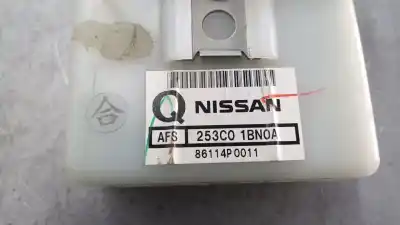 合
Q NISSAN
AFS 253C0 1BN0A
86114P0011